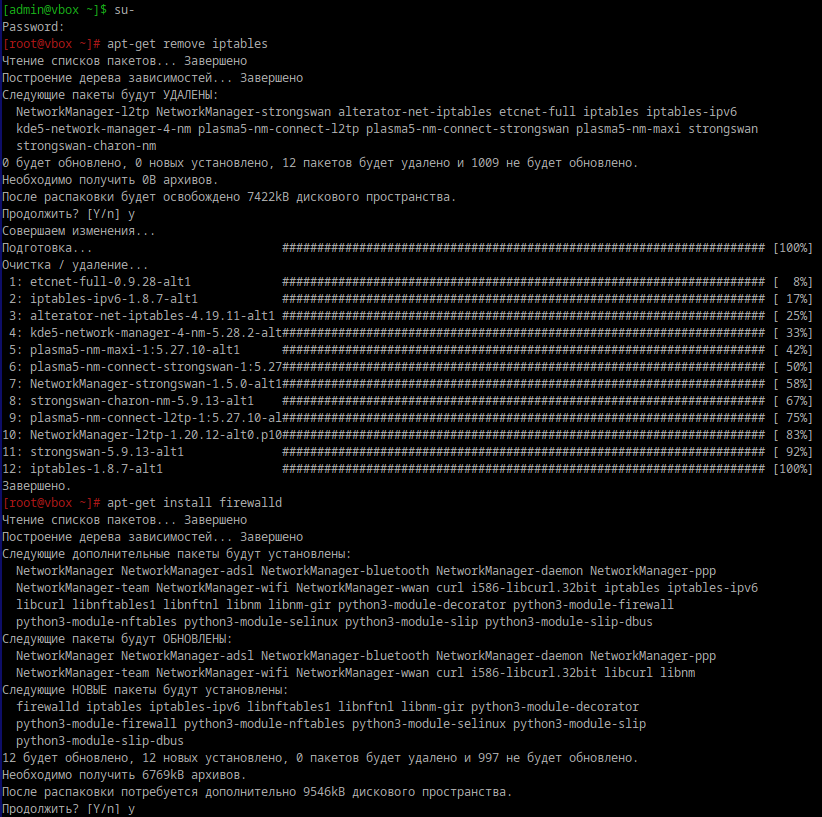 [admin@vbox ~]$ su-
Password:
[root@vbox ~]# apt-get remove iptables
Чтение списков пакетов... Завершено
Построение дерева зависимостей... Завершено
Следующие пакеты будут УДАЛЕНЫ:
  NetworkManager-l2tp NetworkManager-strongswan alterator-net-iptables etcnet-full iptables iptables-ipv6
  kde5-network-manager-4-nm plasma5-nm-connect-l2tp plasma5-nm-connect-strongswan plasma5-nm-maxi strongswan
  strongswan-charon-nm
0 будет обновлено, 0 новых установлено, 12 пакетов будет удалено и 1009 не будет обновлено.
Необходимо получить 0B архивов.
После распаковки будет освобождено 7422kB дискового пространства.
Продолжить? [Y/n] y
Совершаем изменения...
Подготовка...                           ##################################################################### [100%]
Очистка / удаление...
 1: etcnet-full-0.9.28-alt1             ##################################################################### [  8%]
 2: iptables-ipv6-1.8.7-alt1            ##################################################################### [ 17%]
 3: alterator-net-iptables-4.19.11-alt1 ##################################################################### [ 25%]
 4: kde5-network-manager-4-nm-5.28.2-alt##################################################################### [ 33%]
 5: plasma5-nm-maxi-1:5.27.10-alt1      ##################################################################### [ 42%]
 6: plasma5-nm-connect-strongswan-1:5.27##################################################################### [ 50%]
 7: NetworkManager-strongswan-1.5.0-alt1##################################################################### [ 58%]
 8: strongswan-charon-nm-5.9.13-alt1    ##################################################################### [ 67%]
 9: plasma5-nm-connect-l2tp-1:5.27.10-al##################################################################### [ 75%]
10: NetworkManager-l2tp-1.20.12-alt0.p10##################################################################### [ 83%]
11: strongswan-5.9.13-alt1              ##################################################################### [ 92%]
12: iptables-1.8.7-alt1                 ##################################################################### [100%]
Завершено.
[root@vbox ~]# apt-get install firewalld
Чтение списков пакетов... Завершено
Построение дерева зависимостей... Завершено
Следующие дополнительные пакеты будут установлены:
  NetworkManager NetworkManager-adsl NetworkManager-bluetooth NetworkManager-daemon NetworkManager-ppp
  NetworkManager-team NetworkManager-wifi NetworkManager-wwan curl i586-libcurl.32bit iptables iptables-ipv6
  libcurl libnftables1 libnftnl libnm libnm-gir python3-module-decorator python3-module-firewall
  python3-module-nftables python3-module-selinux python3-module-slip python3-module-slip-dbus
Следующие пакеты будут ОБНОВЛЕНЫ:
  NetworkManager NetworkManager-adsl NetworkManager-bluetooth NetworkManager-daemon NetworkManager-ppp
  NetworkManager-team NetworkManager-wifi NetworkManager-wwan curl i586-libcurl.32bit libcurl libnm
Следующие НОВЫЕ пакеты будут установлены:
  firewalld iptables iptables-ipv6 libnftables1 libnftnl libnm-gir python3-module-decorator
  python3-module-firewall python3-module-nftables python3-module-selinux python3-module-slip
  python3-module-slip-dbus
12 будет обновлено, 12 новых установлено, 0 пакетов будет удалено и 997 не будет обновлено.
Необходимо получить 6769kB архивов.
После распаковки потребуется дополнительно 9546kB дискового пространства.
Продолжить? [Y/n] y